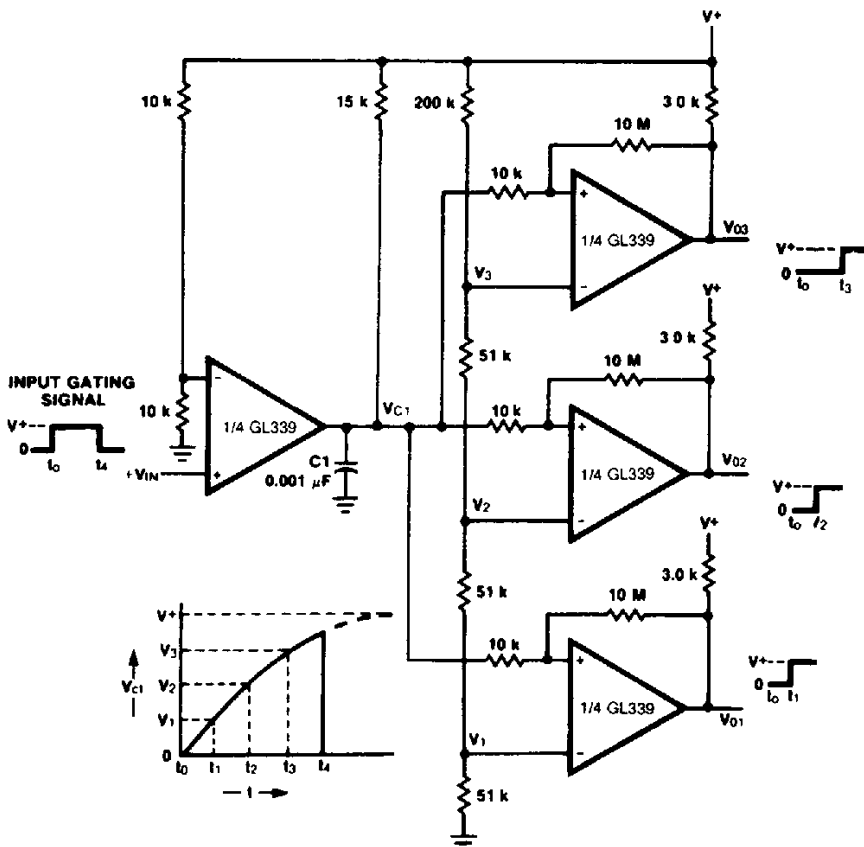 V+
10 k
15 k
200 k
3 0 k
10 M
10 k
+
1/4 GL339
V03
V+
0
t0
t3
V3
−
V+
3 0 k
51 k
10 M
INPUT GATING
SIGNAL
V+
0
t0
t4
10 k
−
1/4 GL339
+
+VIN
VC1
C1
0.001 μF
10 k
+
1/4 GL339
V02
V+
0
t0
t2
V2
−
V+
3.0 k
51 k
10 M
10 k
+
1/4 GL339
V01
V+
0
t0
t1
V1
−
51 k
V+
V3
VC1
V2
V1
0
t0
t1
t2
t3
t4
t